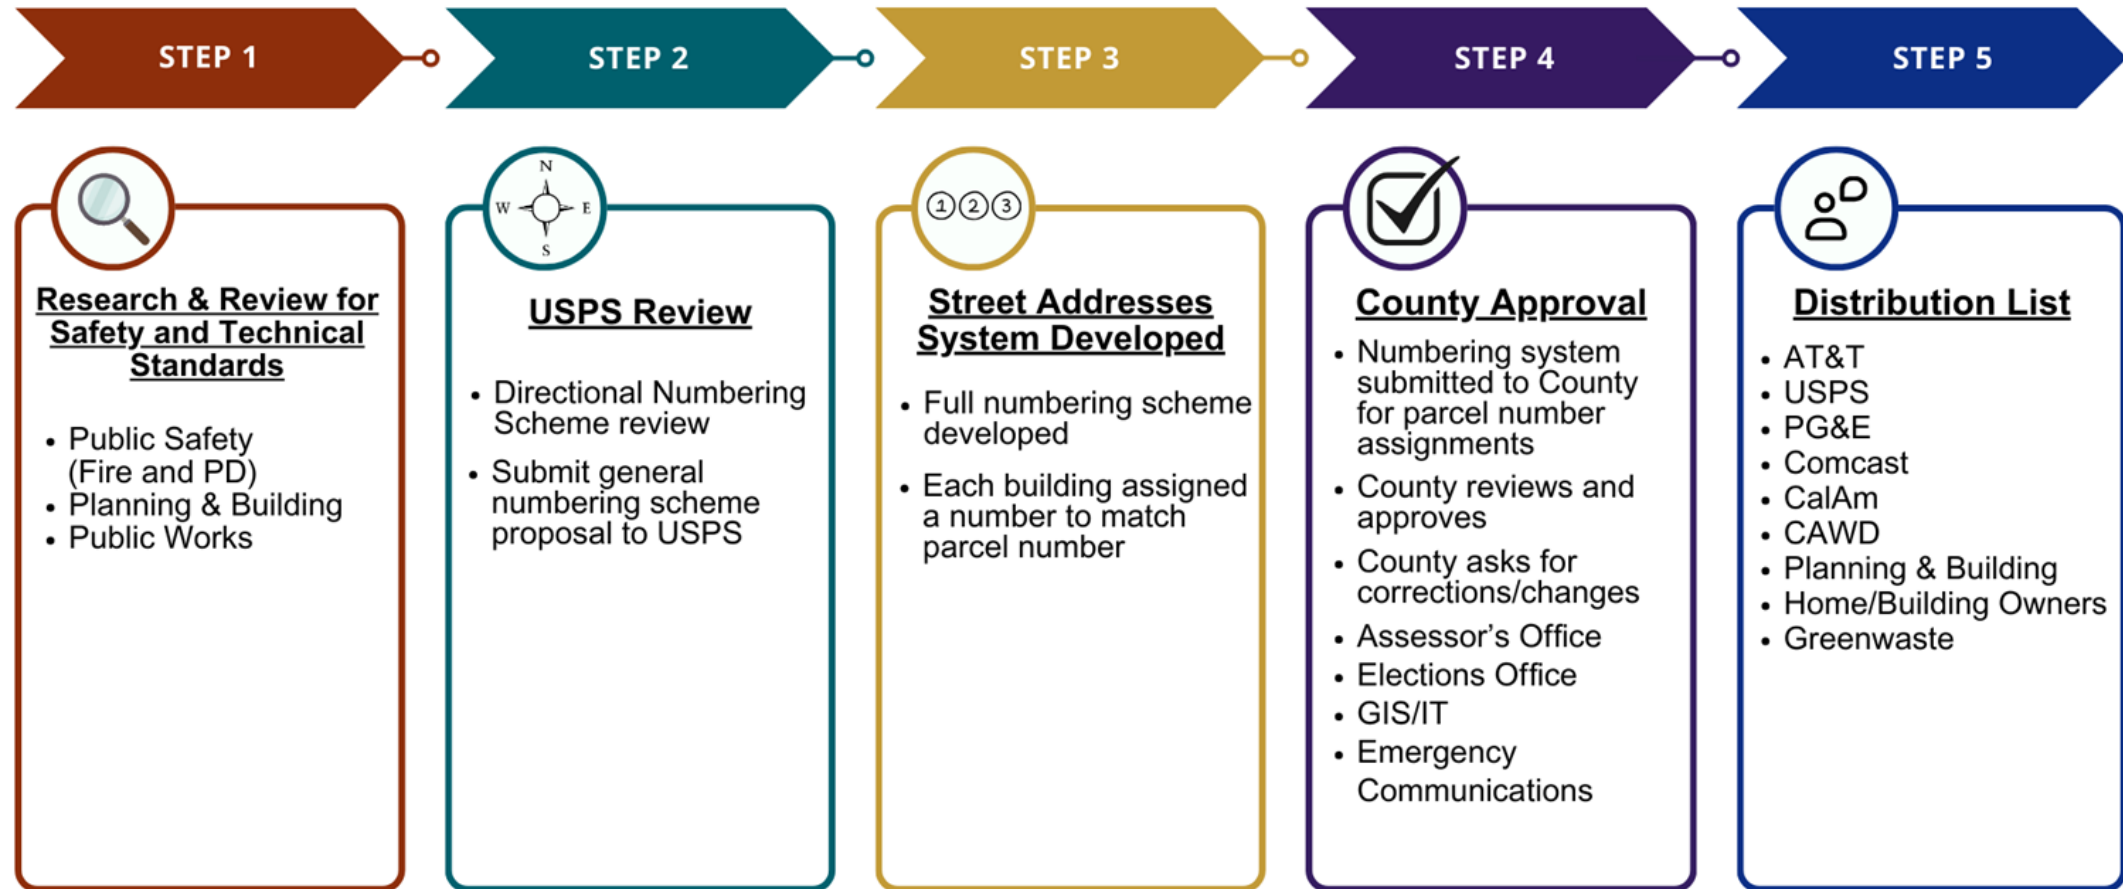 STEP 1
STEP 2
STEP 3
STEP 4
STEP 5
Research & Review for
Safety and Technical
Standards
• Public Safety
(Fire and PD)
• Planning & Building
• Public Works
N
W E
S
USPS Review
• Directional Numbering
Scheme review
• Submit general
numbering scheme
proposal to USPS
1 2 3
Street Addresses
System Developed
• Full numbering scheme
developed
• Each building assigned
a number to match
parcel number
County Approval
• Numbering system
submitted to County
for parcel number
assignments
• County reviews and
approves
• County asks for
corrections/changes
• Assessor’s Office
• Elections Office
• GIS/IT
• Emergency
Communications
Distribution List
• AT&T
• USPS
• PG&E
• Comcast
• CalAm
• CAWD
• Planning & Building
• Home/Building Owners
• Greenwaste